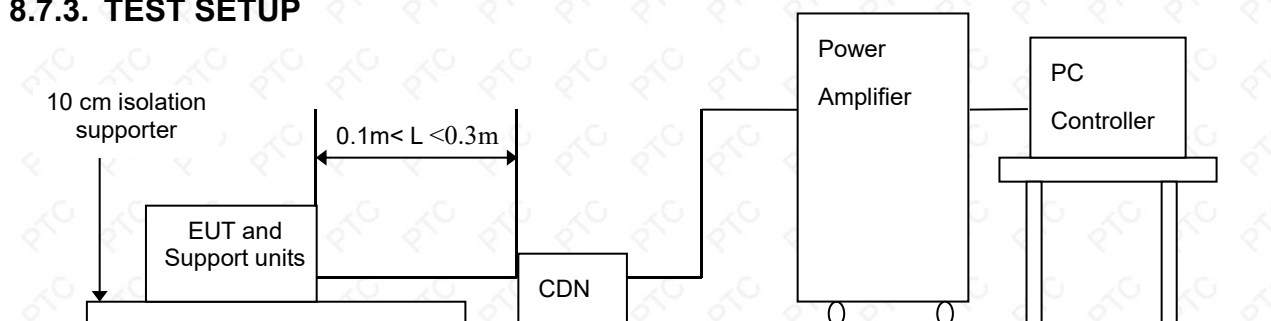 8.7.3. TEST SETUP
10 cm isolation
supporter
0.1m< L <0.3m
EUT and
Support units
CDN
Power
Amplifier
PC
Controller
PTC